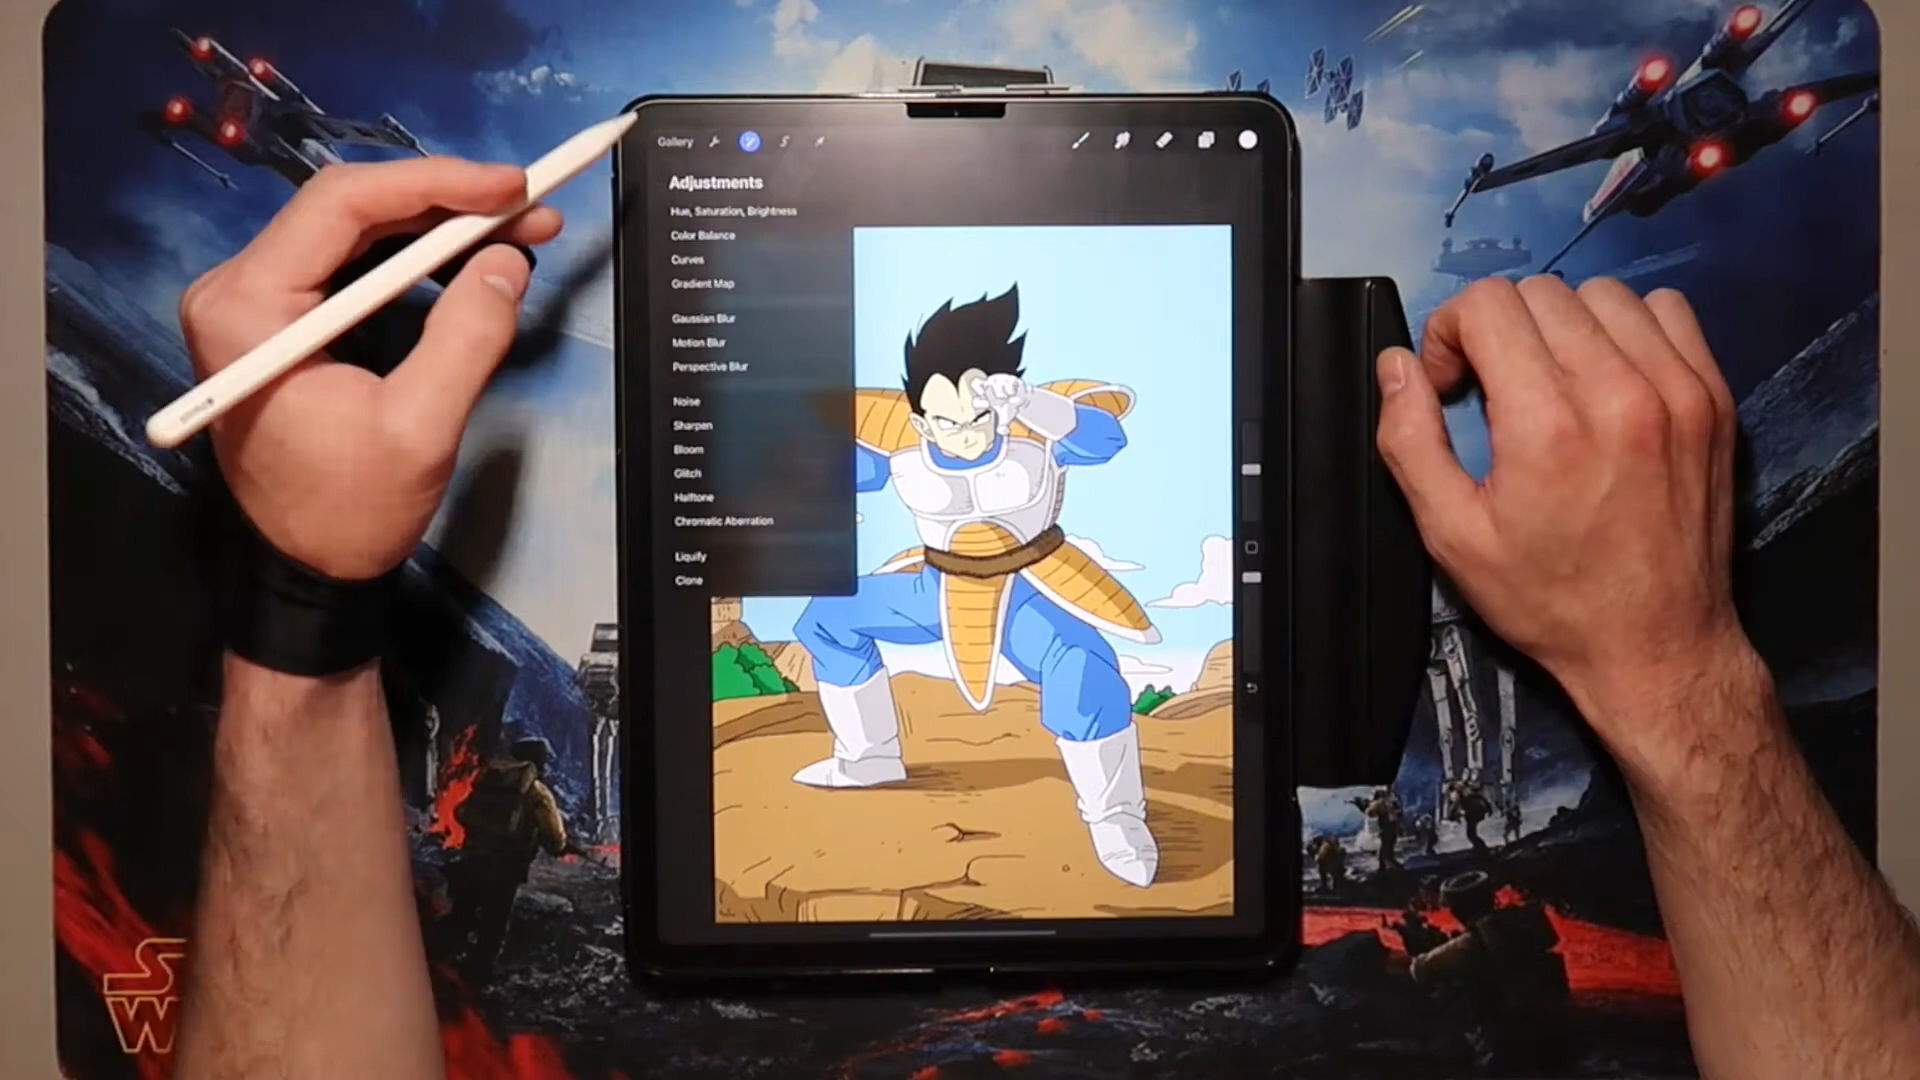 Gallery
Adjustments
Hue, Saturation, Brightness
Color Balance
Curves
Gradient Map
Gaussian Blur
Motion Blur
Perspective Blur
Noise
Sharpen
Bloom
Glitch
Halftone
Chromatic Aberration
Liquify
Clone